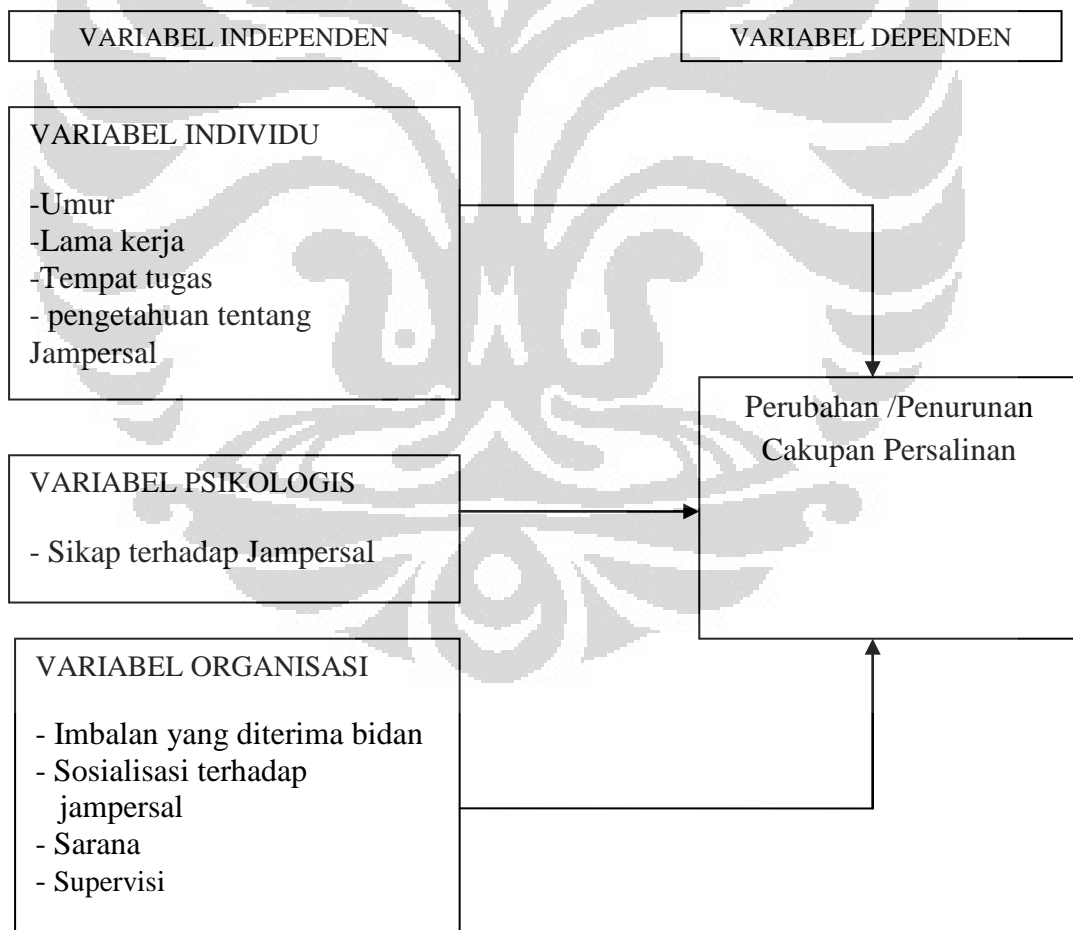 VARIABEL INDEPENDEN
VARIABEL DEPENDEN
VARIABEL INDIVIDU
-Umur
-Lama kerja
-Tempat tugas
- pengetahuan tentang
Jampersal
Perubahan /Penurunan
Cakupan Persalinan
VARIABEL PSIKOLOGIS
- Sikap terhadap Jampersal
VARIABEL ORGANISASI
- Imbalan yang diterima bidan
- Sosialisasi terhadap
jampersal
- Sarana
- Supervisi